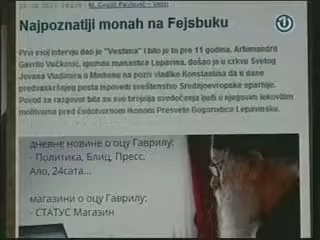 Najpoznatiji monah na Fejsbuku
Prvi svoj intervju dao je "Vestima" i bilo je to pre 11 godina. Arhimandrit
Gavrilo Vučković, iguman manastira Lepavina, došao je u crkvu Svetog
Jovana Vladimira u Minhenu na poziv vladike Konstantina da u dane
predvaskršnjeg posta ispovedi sveštenstvo Srednjoevropske eparhije.
Povod za razgovor bila su sve brojnija svedočenja ljudi o njegovim lekovitim
molitvama pred čudotvornom ikonom Presvete Bogorodice Lepavinske.
дневне новине о оцу Гаврилу:
- Политика, Блиц, Пресс.
Ало, 24сата...
магазини о оцу Гаврилу:
- СТАТУС Магазин